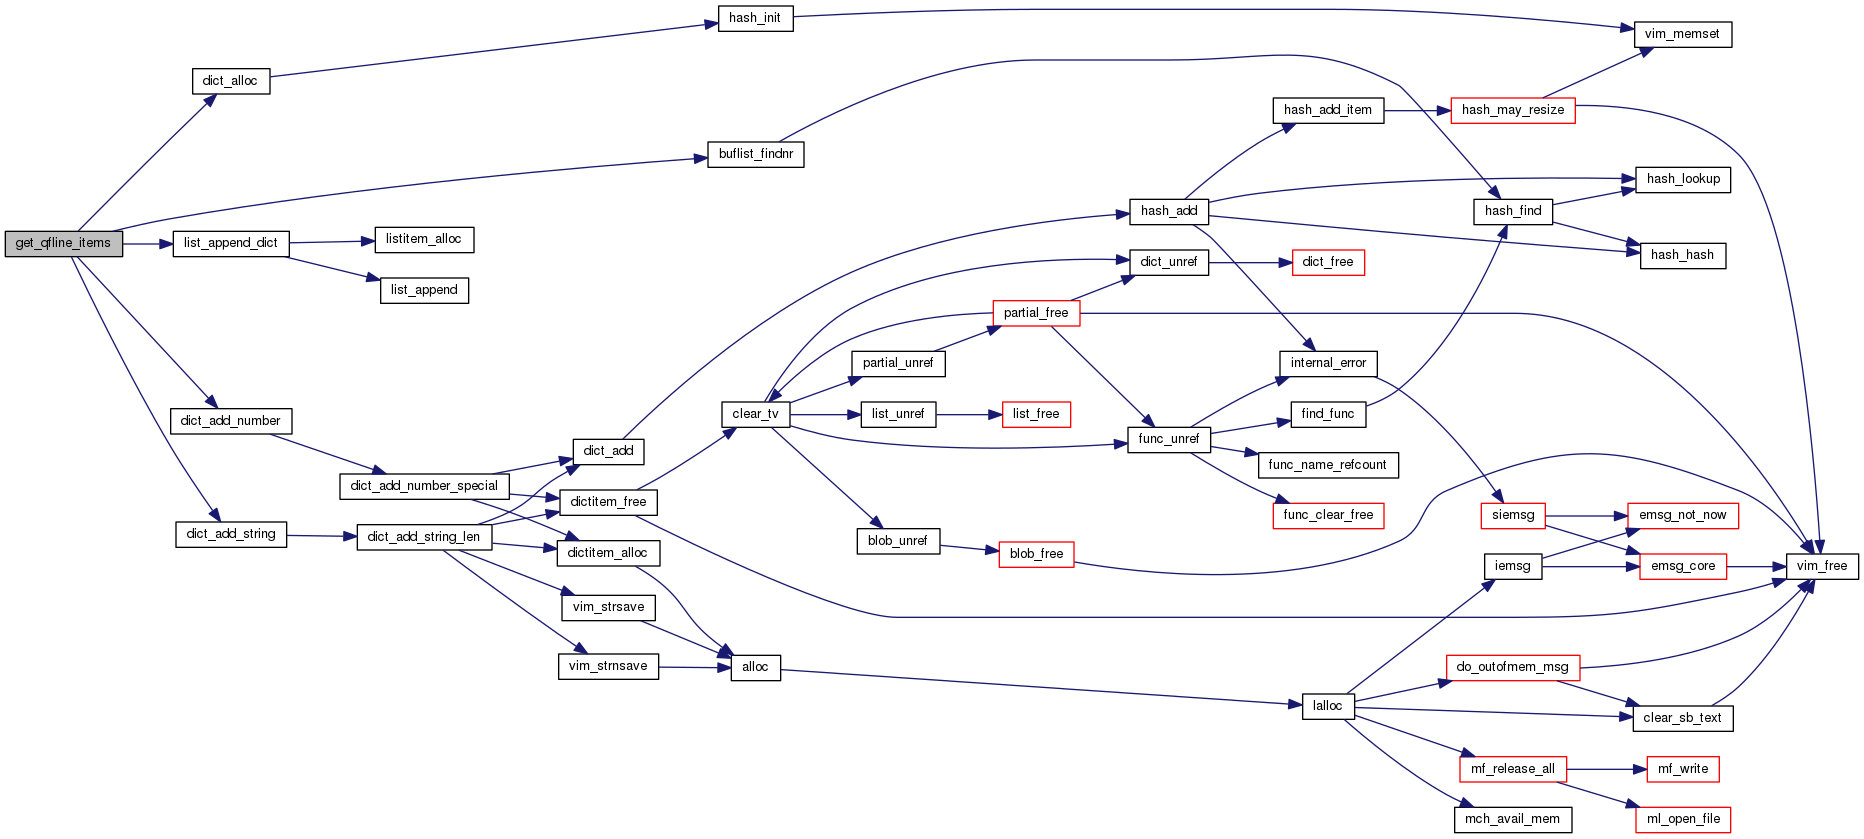 get_qfline_items
dict_alloc
hash_init
vim_memset
buflist_findnr
list_append_dict
listitem_alloc
list_append
dict_add_number
dict_add_string
dict_add_number_special
dict_add_string_len
dict_add
dictitem_free
dictitem_alloc
vim_strsave
vim_strnsave
clear_tv
alloc
partial_unref
list_unref
blob_unref
partial_free
list_free
blob_free
hash_add
dict_unref
func_unref
hash_add_item
dict_free
internal_error
find_func
func_name_refcount
func_clear_free
lalloc
hash_may_resize
hash_find
siemsg
iemsg
do_outofmem_msg
mf_release_all
mch_avail_mem
hash_lookup
hash_hash
emsg_not_now
emsg_core
clear_sb_text
mf_write
ml_open_file
vim_free